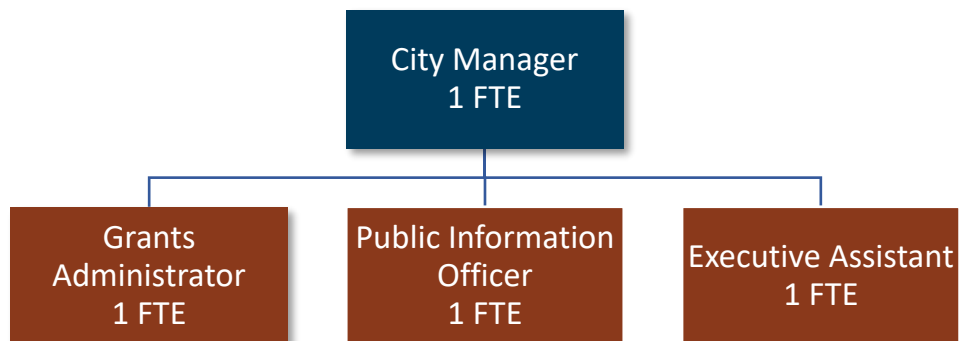 City Manager
1 FTE
Grants
Administrator
1 FTE
Public Information
Officer
1 FTE
Executive Assistant
1 FTE